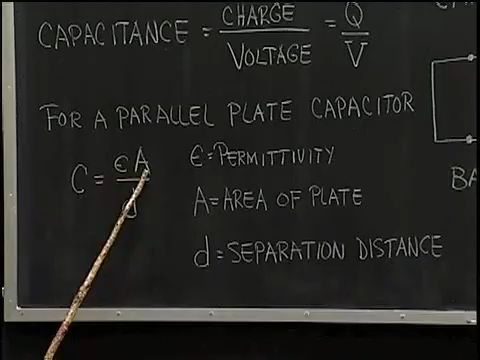 CAPACITANCE = CHARGE / VOLTAGE = Q / V
FOR A PARALLEL PLATE CAPACITOR
C = ϵA / d
ϵ = PERMITTIVITY
A = AREA OF PLATE
d = SEPARATION DISTANCE
BA